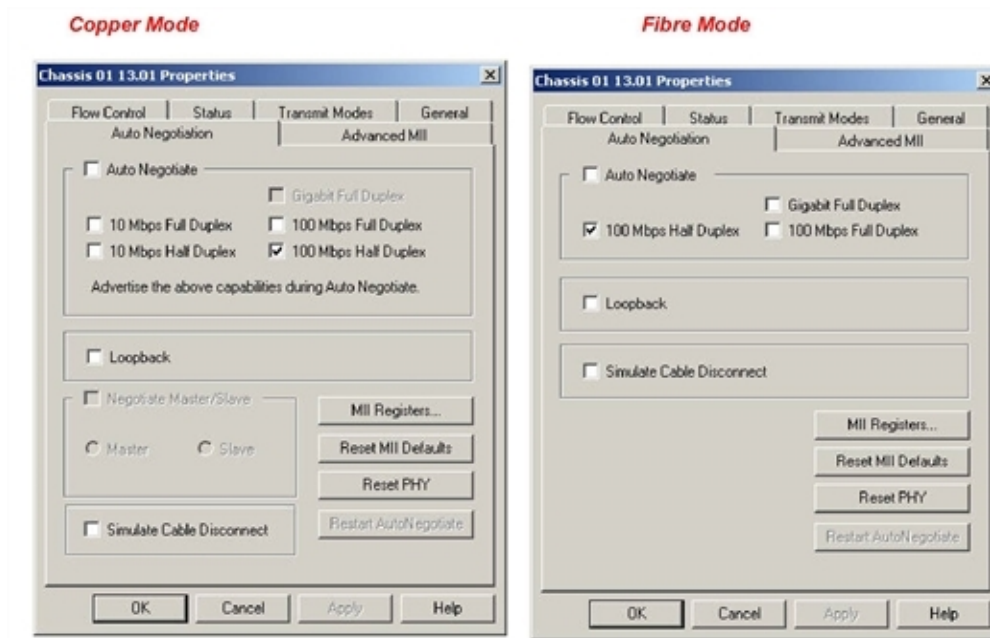 Copper Mode
Chassis 01 13.01 Properties
Flow Control Status Transmit Modes General
Auto Negotiation Advanced MII
Auto Negotiate
Gigabit Full Duplex
10 Mbps Full Duplex 100 Mbps Full Duplex
10 Mbps Half Duplex 100 Mbps Half Duplex
Advertise the above capabilities during Auto Negotiate.
Loopback
Negotiate Master/Slave
Master Slave
MII Registers...
Reset MII Defaults
Reset PHY
Restart AutoNegotiate
Simulate Cable Disconnect
OK Cancel Apply Help
Fibre Mode
Chassis 01 13.01 Properties
Flow Control Status Transmit Modes General
Auto Negotiation Advanced MII
Auto Negotiate
Gigabit Full Duplex
100 Mbps Half Duplex 100 Mbps Full Duplex
Loopback
Simulate Cable Disconnect
MII Registers...
Reset MII Defaults
Reset PHY
Restart AutoNegotiate
OK Cancel Apply Help